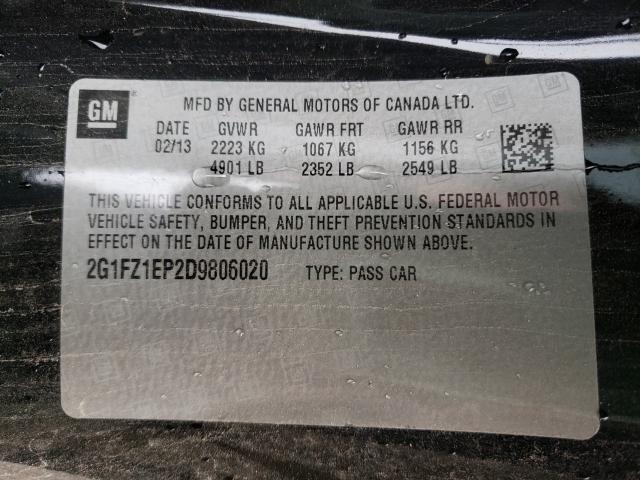 GM
MFD BY GENERAL MOTORS OF CANADA LTD.
DATE GVWR GAWR FRT GAWR RR
02/13 2223 KG 1067 KG 1156 KG
4901 LB 2352 LB 2549 LB
THIS VEHICLE CONFORMS TO ALL APPLICABLE U.S. FEDERAL MOTOR
VEHICLE SAFETY, BUMPER, AND THEFT PREVENTION STANDARDS IN
EFFECT ON THE DATE OF MANUFACTURE SHOWN ABOVE.
2G1FZ1EP2D9806020 TYPE: PASS CAR